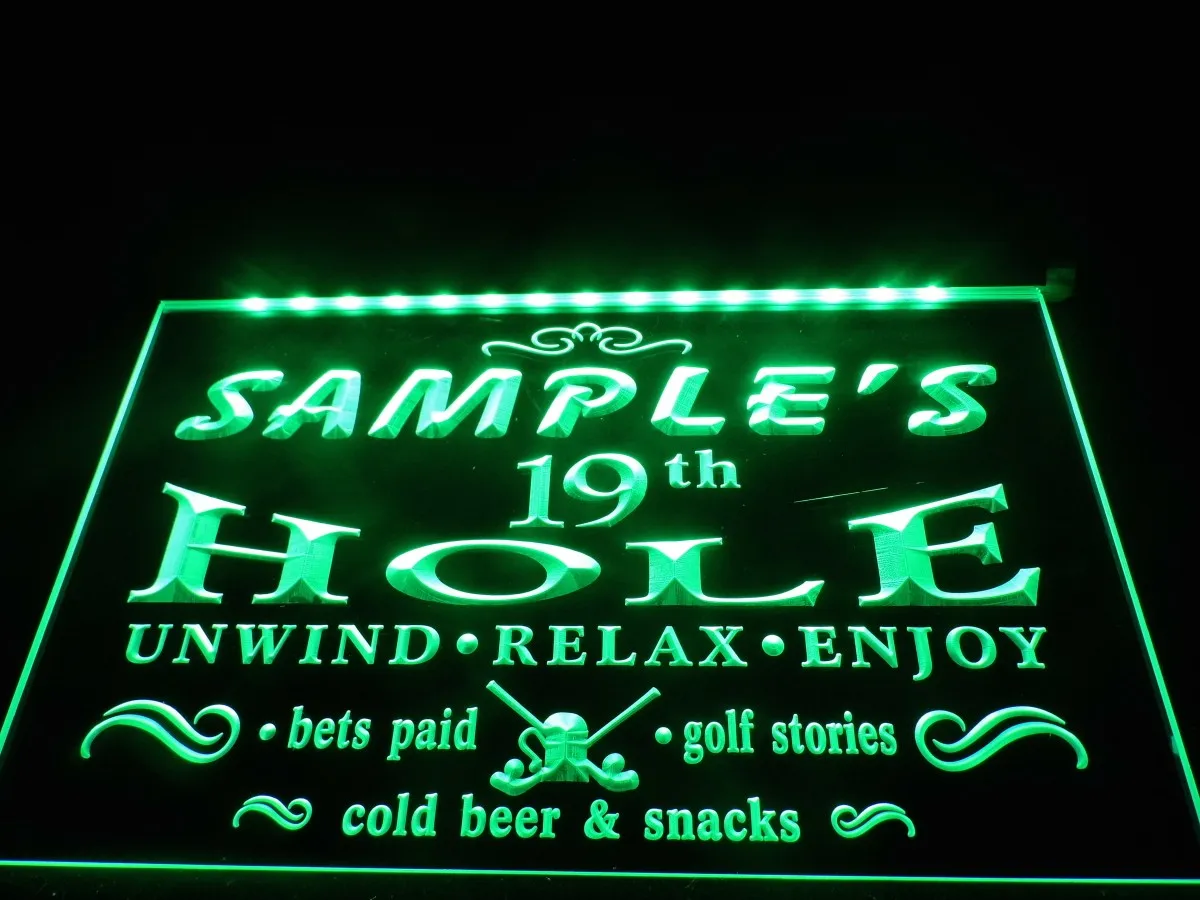 SAMPLE'S
19th
HOLE
UNWIND • RELAX • ENJOY
• bets paid • golf stories
cold beer & snacks